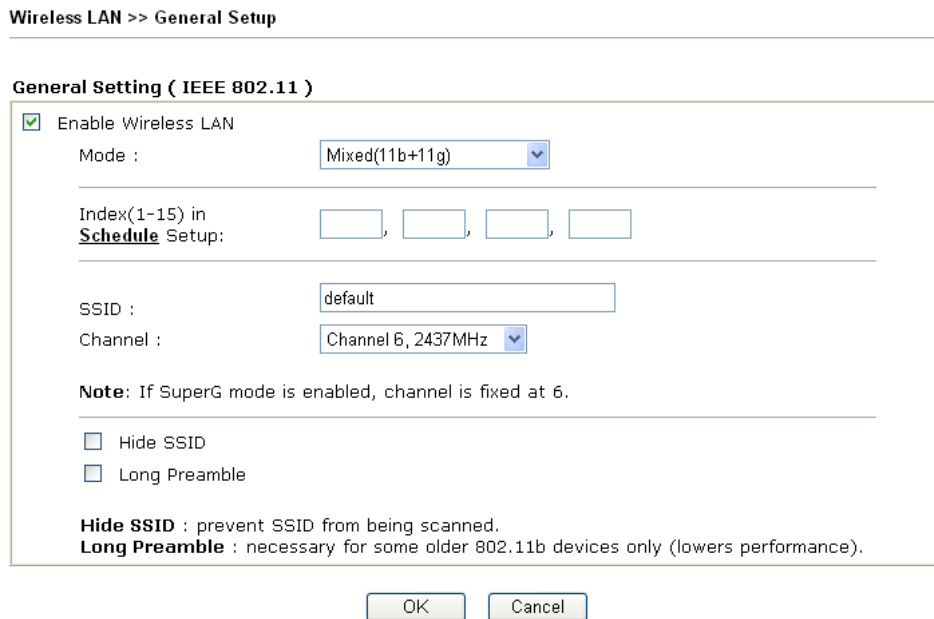 Wireless LAN >> General Setup
General Setting ( IEEE 802.11 )
Enable Wireless LAN
Mode : Mixed(11b+11g)
Index(1-15) in
Schedule Setup: , , ,
SSID : default
Channel : Channel 6, 2437MHz
Note: If SuperG mode is enabled, channel is fixed at 6.
Hide SSID
Long Preamble
Hide SSID : prevent SSID from being scanned.
Long Preamble : necessary for some older 802.11b devices only (lowers performance).
OK Cancel